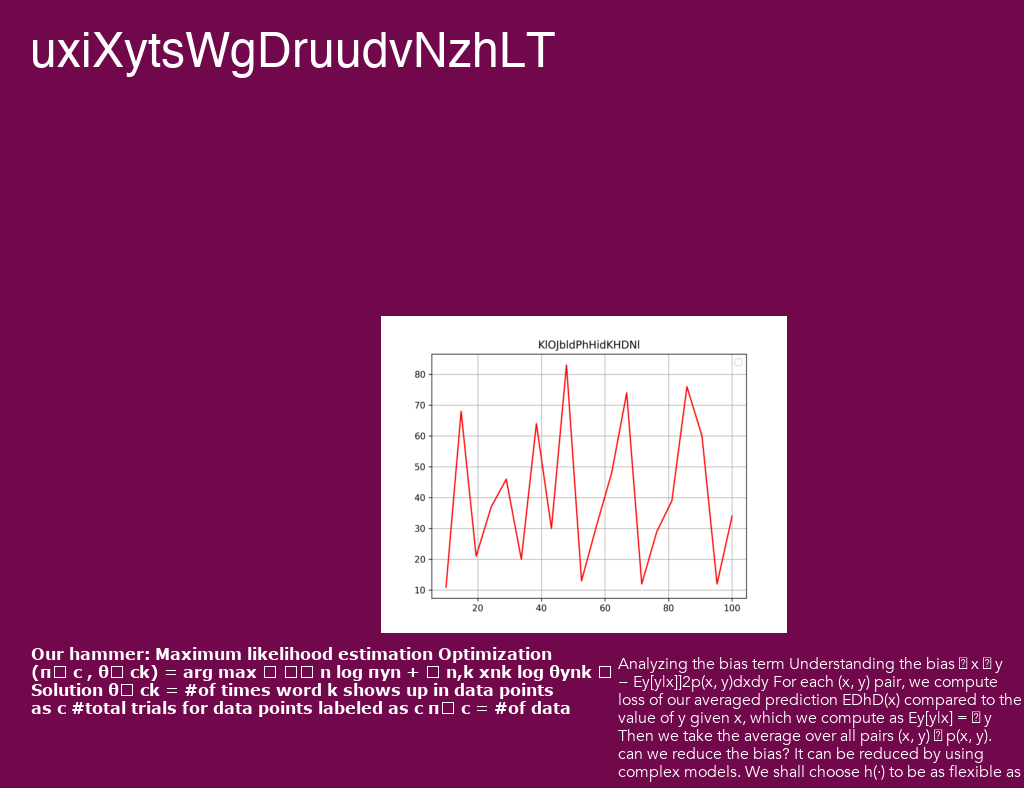 uxiXytsWgDruudvNzhLT
KlOJbldPhHidKHDNl
80
70
60
50
40
30
20
10
20 40 60 80 100
Our hammer: Maximum likelihood estimation Optimization
(π□ c , θ□ ck) = arg max □ □□ n log πyn + □ n,k xnk log θynk □
Solution θ□ ck = #of times word k shows up in data points
as c #total trials for data points labeled as c π□ c = #of data
Analyzing the bias term Understanding the bias □ x □ y
− Ey[y|x]]2p(x, y)dxdy For each (x, y) pair, we compute
loss of our averaged prediction EDhD(x) compared to the
value of y given x, which we compute as Ey[y|x] = □ y
Then we take the average over all pairs (x, y) □ p(x, y).
can we reduce the bias? It can be reduced by using
complex models. We shall choose h(·) to be as flexible as